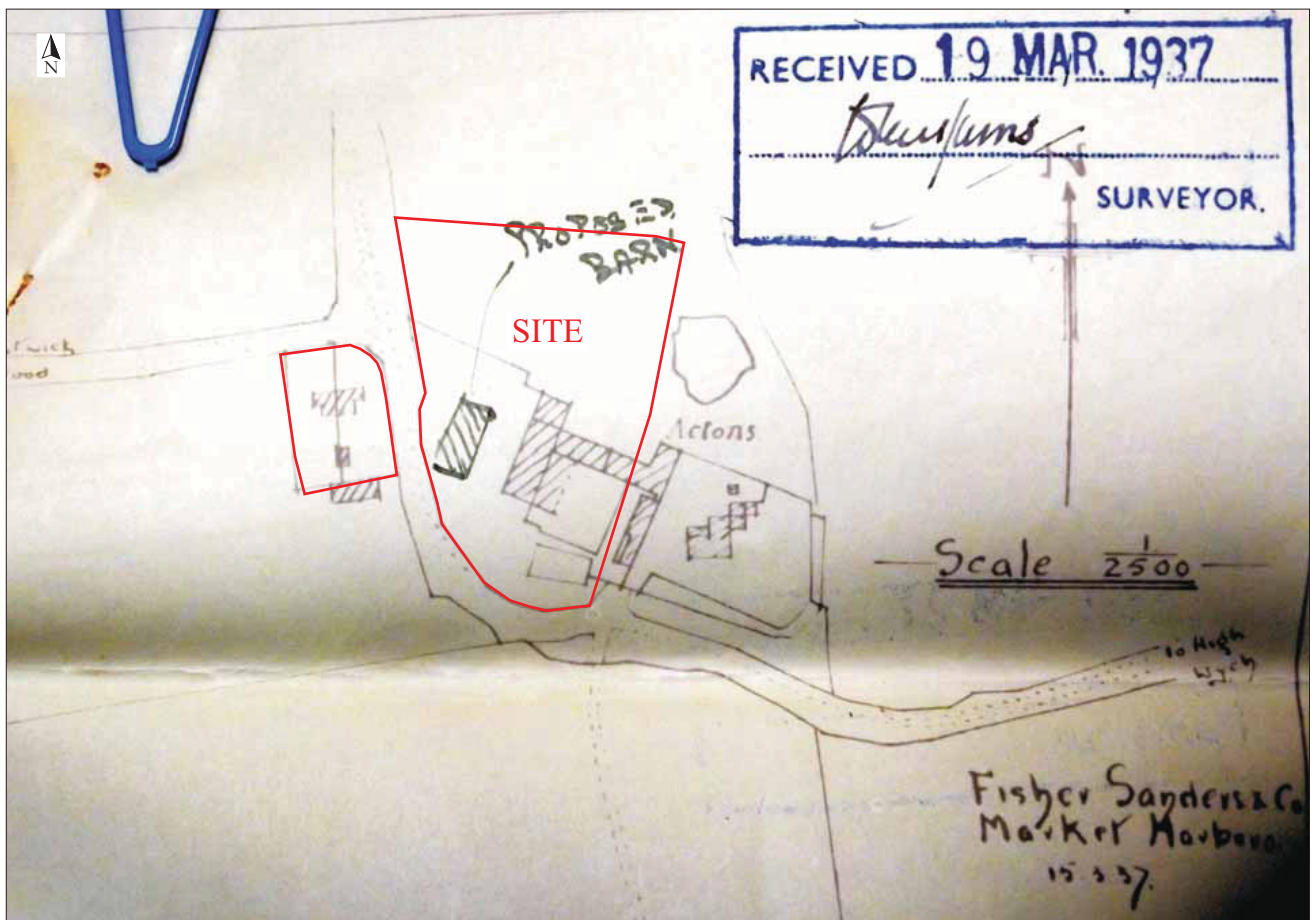 N
RECEIVED 19 MAR. 1937
N
SURVEYOR.
PROPOSED
BARN
SITE
Actons
Scale 1/2500
to High
Wych
Fisher Sanders & Co
Market Harboro
15.3.37.